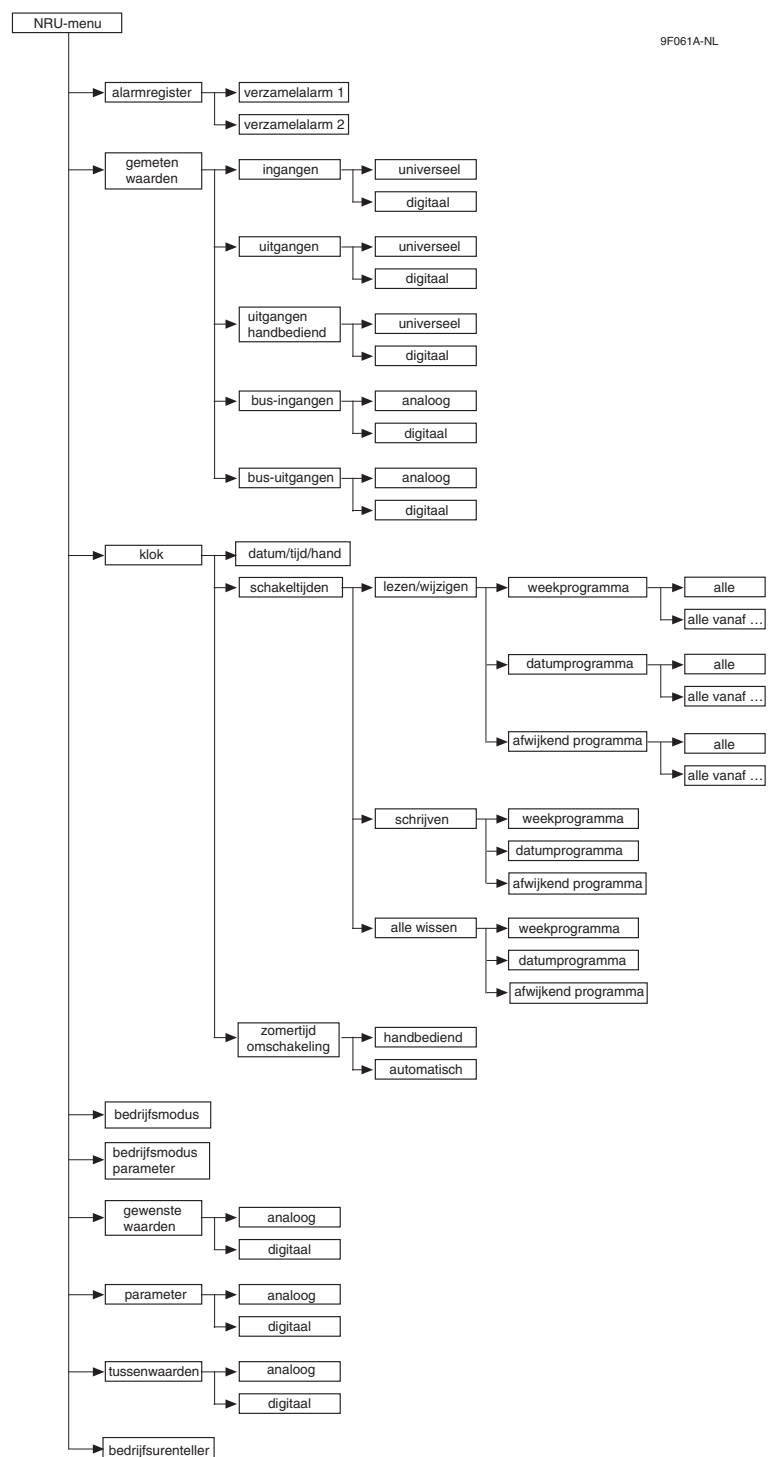 NRU-menu
9F061A-NL
alarmregister
verzamelalarm 1
verzamelalarm 2
gemeten
waarden
ingangen
universeel
digitaal
uitgangen
universeel
digitaal
uitgangen
handbediend
universeel
digitaal
bus-ingangen
analoog
digitaal
bus-uitgangen
analoog
digitaal
klok
datum/tijd/hand
schakeltijden
lezen/wijzigen
weekprogramma
alle
alle vanaf ...
datumprogramma
alle
alle vanaf ...
afwijkend programma
alle
alle vanaf ...
schrijven
weekprogramma
datumprogramma
afwijkend programma
alle wissen
weekprogramma
datumprogramma
afwijkend programma
zomertijd
omschakeling
handbediend
automatisch
bedrijfsmodus
bedrijfsmodus
parameter
gewenste
waarden
analoog
digitaal
parameter
analoog
digitaal
tussenwaarden
analoog
digitaal
bedrijfsurenteller